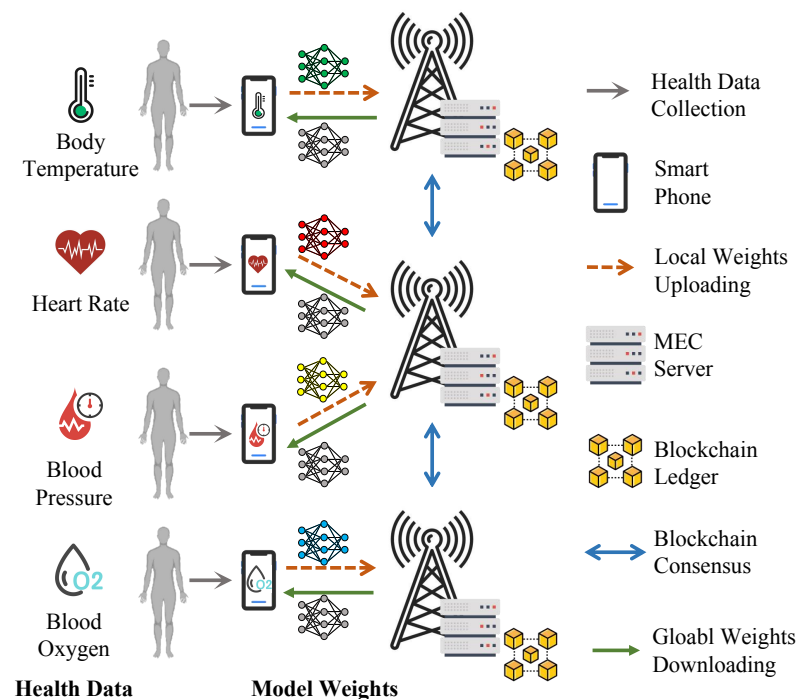 Body
Temperature
Heart Rate
Blood
Pressure
O2
O2
Blood
Oxygen
Health Data
Model Weights
Health Data
Collection
Smart
Phone
Local Weights
Uploading
MEC
Server
Blockchain
Ledger
Blockchain
Consensus
Gloabl Weights
Downloading